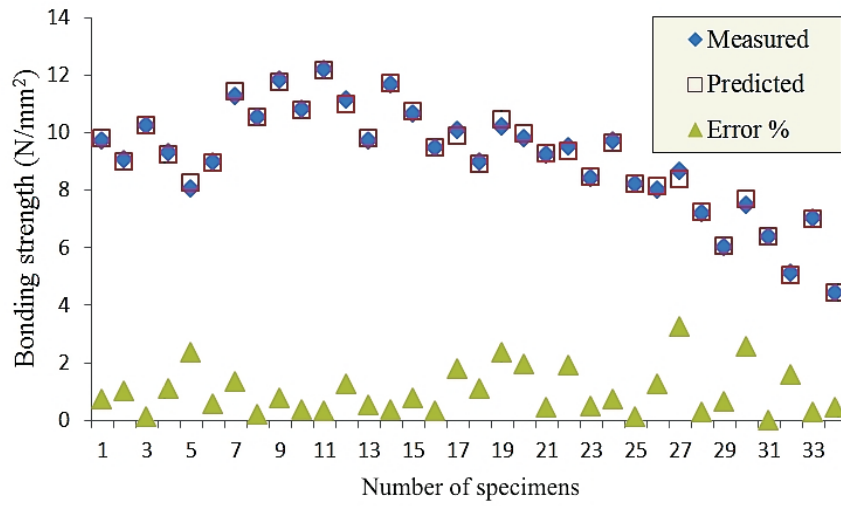 14
12
10
8
6
4
2
0
Bonding strength (N/mm²)
Measured
Predicted
Error %
1 3 5 7 9 11 13 15 17 19 21 23 25 27 29 31 33
Number of specimens